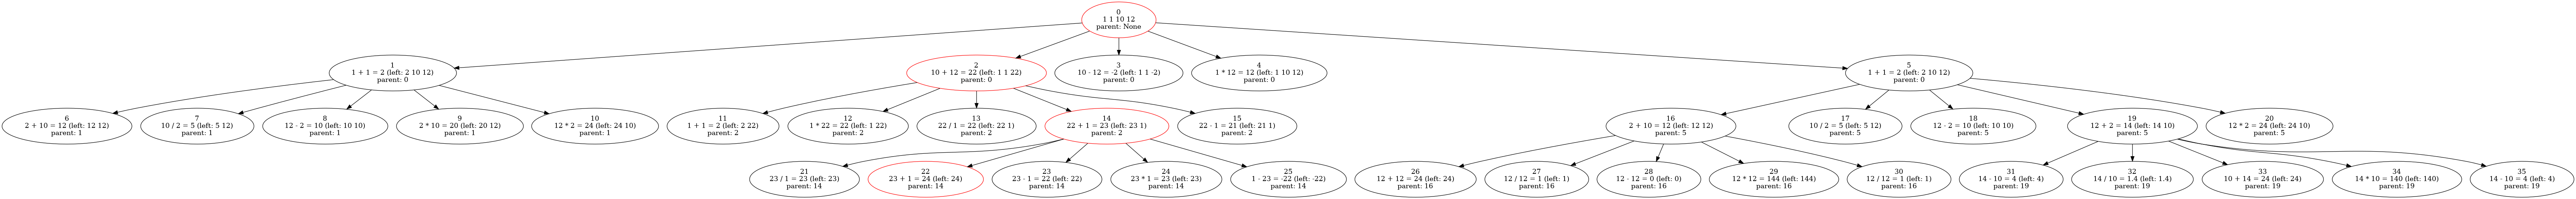 0
1 1 10 12
parent: None
1
1 + 1 = 2 (left: 2 10 12)
parent: 0
2
10 + 12 = 22 (left: 1 1 22)
parent: 0
3
10 - 12 = -2 (left: 1 1 -2)
parent: 0
4
1 * 12 = 12 (left: 1 10 12)
parent: 0
5
1 + 1 = 2 (left: 2 10 12)
parent: 0
6
2 + 10 = 12 (left: 12 12)
parent: 1
7
10 / 2 = 5 (left: 5 12)
parent: 1
8
12 - 2 = 10 (left: 10 10)
parent: 1
9
2 * 10 = 20 (left: 20 12)
parent: 1
10
12 * 2 = 24 (left: 24 10)
parent: 1
11
1 + 1 = 2 (left: 2 22)
parent: 2
12
1 * 22 = 22 (left: 1 22)
parent: 2
13
22 / 1 = 22 (left: 22 1)
parent: 2
14
22 + 1 = 23 (left: 23 1)
parent: 2
15
22 - 1 = 21 (left: 21 1)
parent: 2
16
2 + 10 = 12 (left: 12 12)
parent: 5
17
10 / 2 = 5 (left: 5 12)
parent: 5
18
12 - 2 = 10 (left: 10 10)
parent: 5
19
12 + 2 = 14 (left: 14 10)
parent: 5
20
12 * 2 = 24 (left: 24 10)
parent: 5
21
23 / 1 = 23 (left: 23)
parent: 14
22
23 + 1 = 24 (left: 24)
parent: 14
23
23 - 1 = 22 (left: 22)
parent: 14
24
23 * 1 = 23 (left: 23)
parent: 14
25
1 - 23 = -22 (left: -22)
parent: 14
26
12 + 12 = 24 (left: 24)
parent: 16
27
12 / 12 = 1 (left: 1)
parent: 16
28
12 - 12 = 0 (left: 0)
parent: 16
29
12 * 12 = 144 (left: 144)
parent: 16
30
12 / 12 = 1 (left: 1)
parent: 16
31
14 - 10 = 4 (left: 4)
parent: 19
32
14 / 10 = 1.4 (left: 1.4)
parent: 19
33
10 + 14 = 24 (left: 24)
parent: 19
34
14 * 10 = 140 (left: 140)
parent: 19
35
14 - 10 = 4 (left: 4)
parent: 19